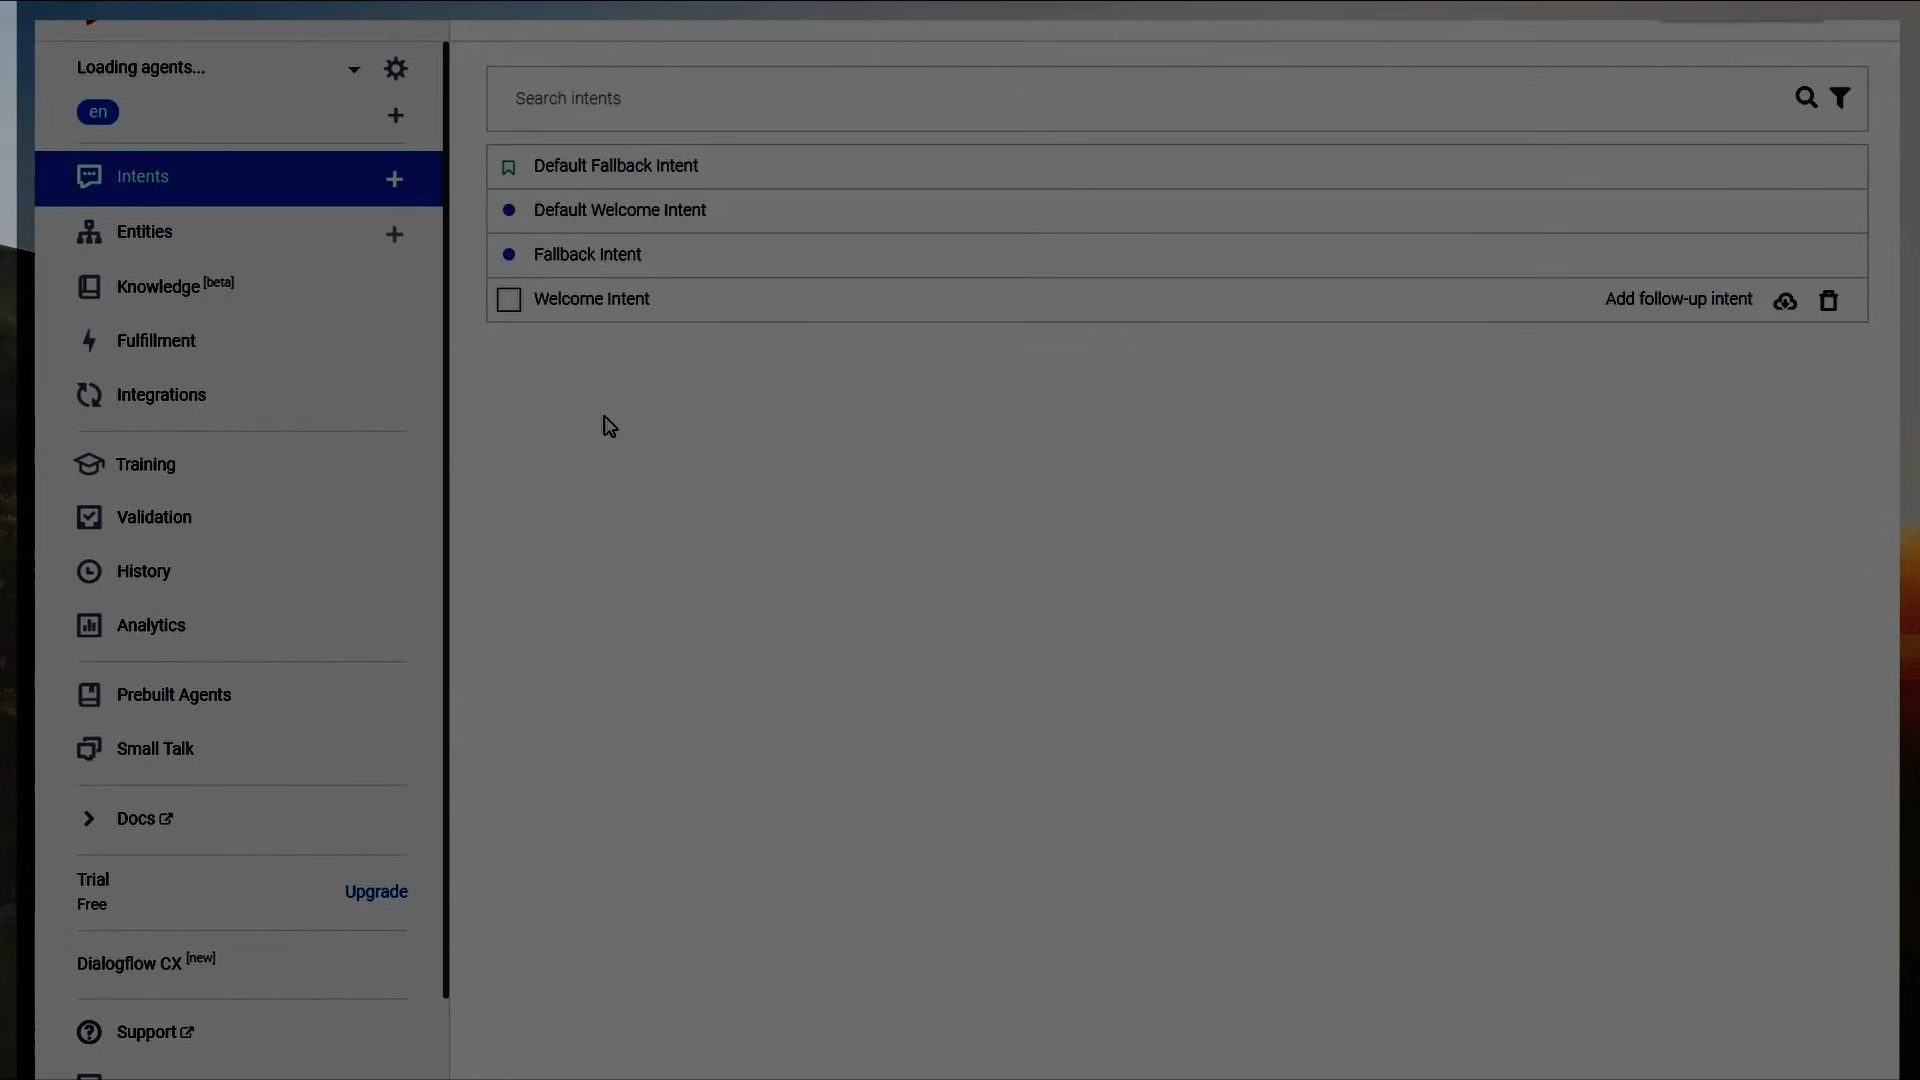 Loading agents...
en
Intents
Entities
Knowledge [beta]
Fulfillment
Integrations
Training
Validation
History
Analytics
Prebuilt Agents
Small Talk
Docs
Trial
Free
Upgrade
Dialogflow CX [new]
Support
Search intents
Default Fallback Intent
Default Welcome Intent
Fallback Intent
Welcome Intent
Add follow-up intent